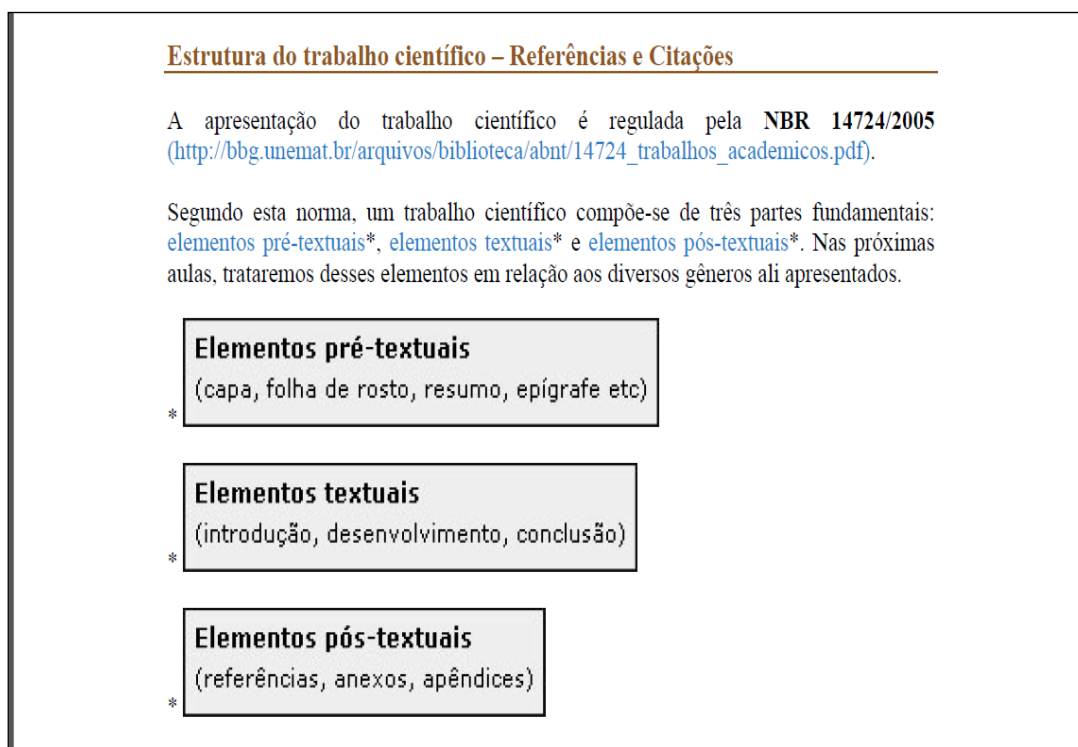 Estrutura do trabalho científico – Referências e Citações
A apresentação do trabalho científico é regulada pela NBR 14724/2005
(http://bbg.unemat.br/arquivos/biblioteca/abnt/14724_trabalhos_academicos.pdf).
Segundo esta norma, um trabalho científico compõe-se de três partes fundamentais:
elementos pré-textuais*, elementos textuais* e elementos pós-textuais*. Nas próximas
aulas, trataremos desses elementos em relação aos diversos gêneros ali apresentados.
Elementos pré-textuais
(capa, folha de rosto, resumo, epígrafe etc)
*
Elementos textuais
(introdução, desenvolvimento, conclusão)
*
Elementos pós-textuais
(referências, anexos, apêndices)
*